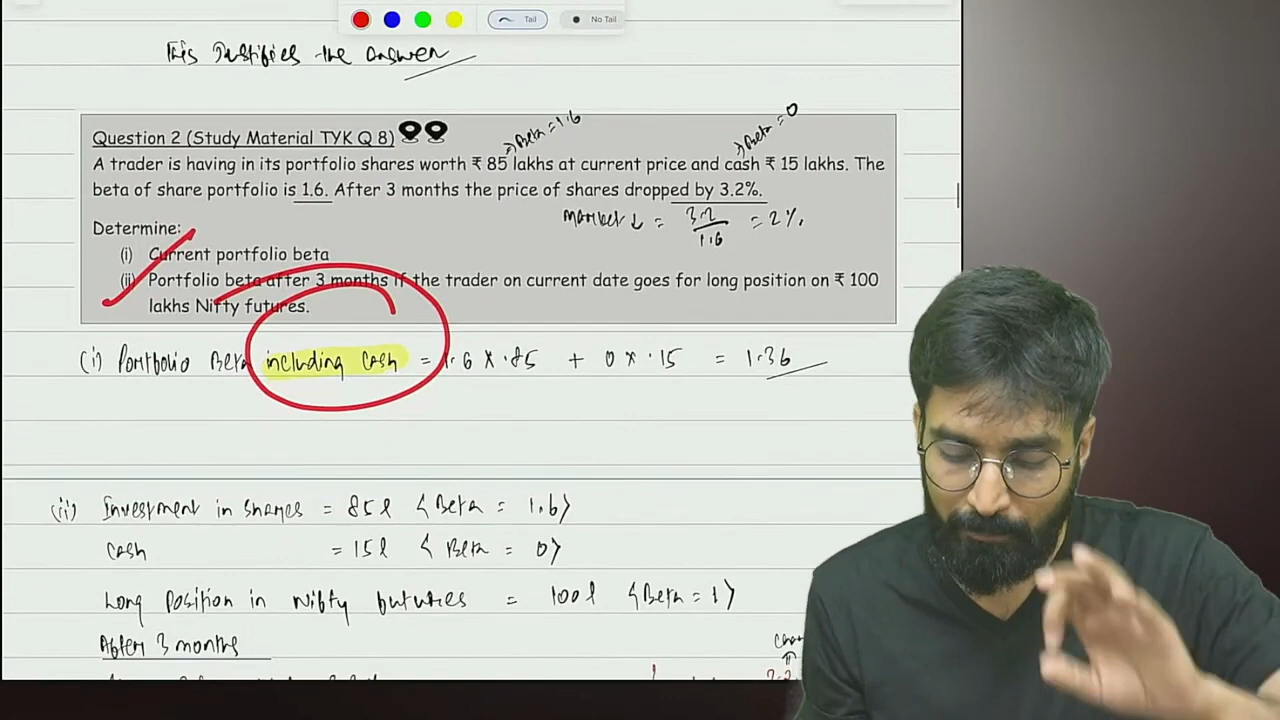 Tail
No Tail
This Justifies the answer
Question 2 (Study Material TYK Q 8)
→ Beta = 1.6
→ Beta = 0
A trader is having in its portfolio shares worth ₹ 85 lakhs at current price and cash ₹ 15 lakhs. The
beta of share portfolio is 1.6. After 3 months the price of shares dropped by 3.2%.
Market ↓ = 3.2/1.6 = 2%
Determine:
(i) Current portfolio beta
(ii) Portfolio beta after 3 months if the trader on current date goes for long position on ₹ 100
lakhs Nifty futures.
(i) Portfolio Beta including cash = 1.6 × .85 + 0 × .15 = 1.36
(ii) Investment in shares = 85l <Beta = 1.6>
cash = 15l <Beta = 0>
Long Position in Nifty futures = 100l <Beta = 1>
After 3 months